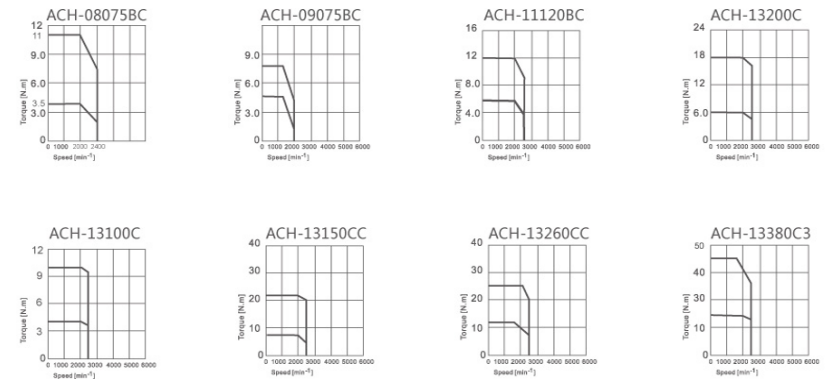 ACH-08075BC
12
11
9.0
6.0
3.5
3.0
0
Torque [N.m]
0 1000 2000 2400
Speed [min-1]
ACH-09075BC
9.0
6.0
3.0
0
Torque [N.m]
0 1000 2000 3000 4000 5000 6000
Speed [min-1]
ACH-11120BC
16
12
8.0
4.0
0
Torque [N.m]
0 1000 2000 3000 4000 5000 6000
Speed [min-1]
ACH-13200C
24
18
12
6.0
0
Torque [N.m]
0 1000 2000 3000 4000 5000 6000
Speed [min-1]
ACH-13100C
12
9
6
3
0
Torque [N.m]
0 1000 2000 3000 4000 5000 6000
Speed [min-1]
ACH-13150CC
40
30
20
10
0
Torque [N.m]
0 1000 2000 3000 4000 5000 6000
Speed [min-1]
ACH-13260CC
40
30
20
10
0
Torque [N.m]
0 1000 2000 3000 4000 5000 6000
Speed [min-1]
ACH-13380C3
50
40
30
10
0
Torque [N.m]
0 1000 2000 3000 4000 5000 6000
Speed [min-1]